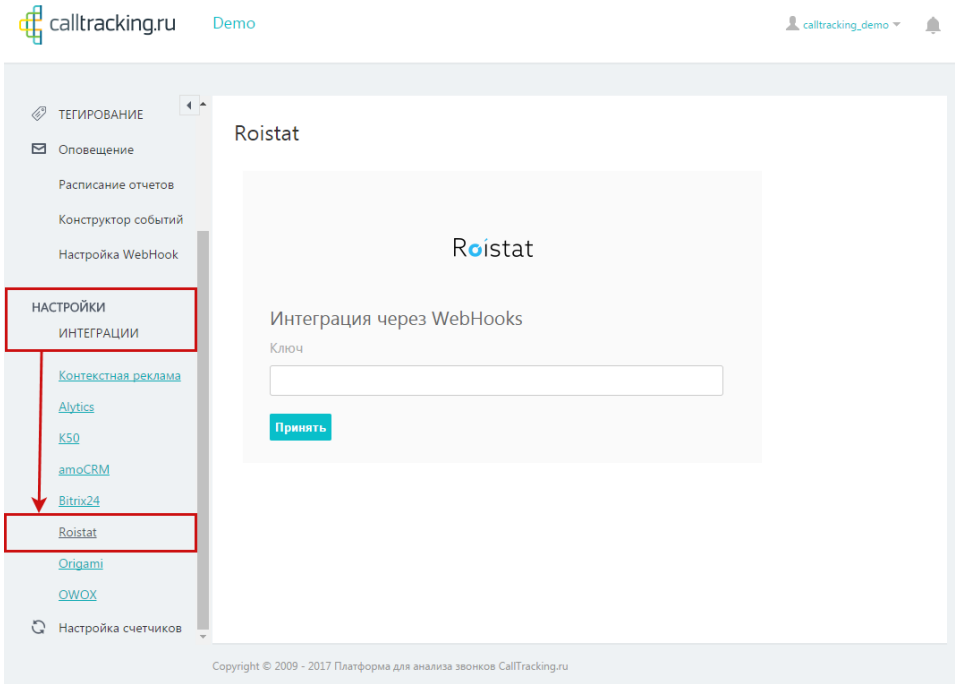 calltracking.ru
Demo
calltracking_demo
ТЕГИРОВАНИЕ
Оповещение
Расписание отчетов
Конструктор событий
Настройка WebHook
НАСТРОЙКИ
ИНТЕГРАЦИИ
Контекстная реклама
Alytics
K50
amoCRM
Bitrix24
Roistat
Origami
OWOX
Настройка счетчиков
Roistat
Roistat
Интеграция через WebHooks
Ключ
Принять
Copyright © 2009 - 2017 Платформа для анализа звонков CallTracking.ru